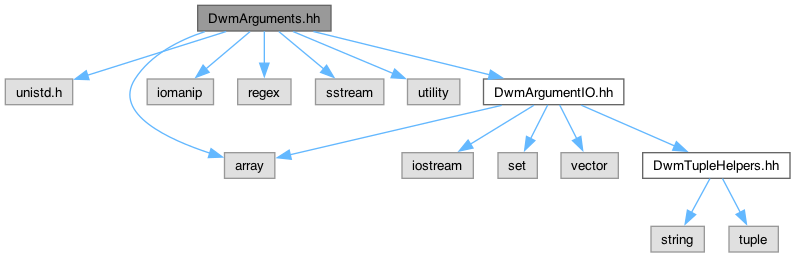 DwmArguments.hh
unistd.h
iomanip
regex
sstream
utility
DwmArgumentIO.hh
array
iostream
set
vector
DwmTupleHelpers.hh
string
tuple